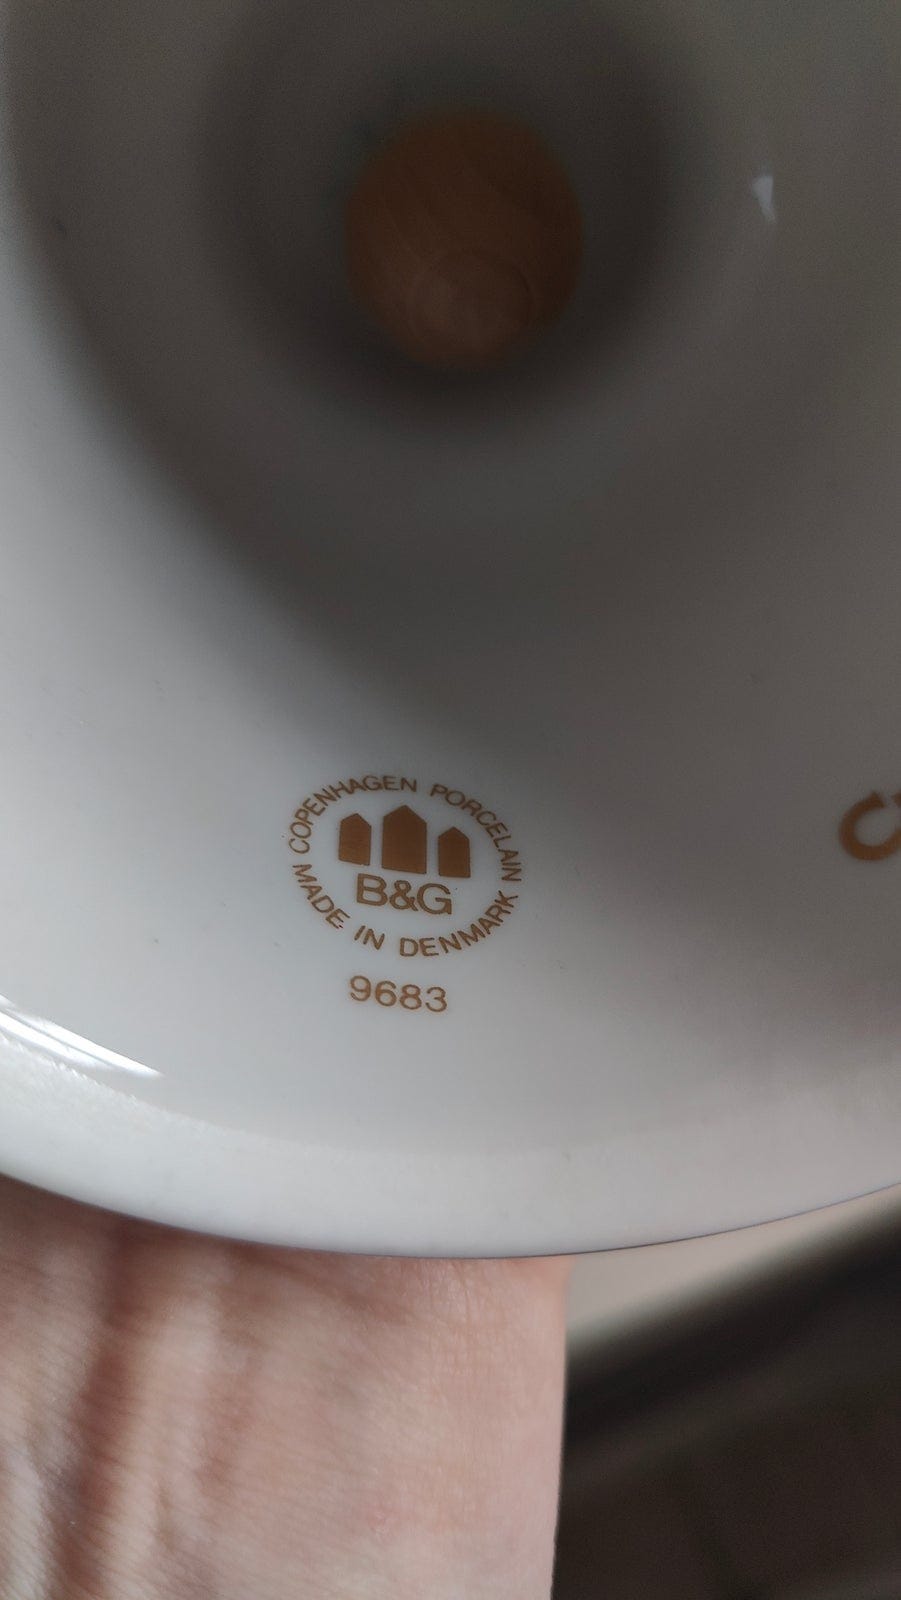 COPENHAGEN PORCELAIN
B&G
MADE IN DENMARK
9683